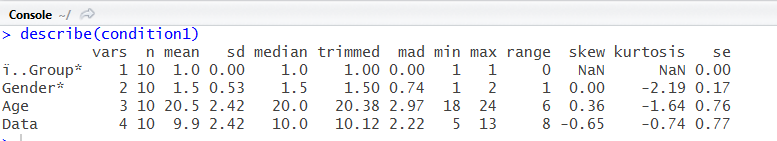 Console ~/
> describe(condition1)
vars n mean sd median trimmed mad min max range skew kurtosis se
ï..Group* 1 10 1.0 0.00 1.0 1.00 0.00 1 1 0 NaN NaN 0.00
Gender* 2 10 1.5 0.53 1.5 1.50 0.74 1 2 1 0.00 -2.19 0.17
Age 3 10 20.5 2.42 20.0 20.38 2.97 18 24 6 0.36 -1.64 0.76
Data 4 10 9.9 2.42 10.0 10.12 2.22 5 13 8 -0.65 -0.74 0.77
>